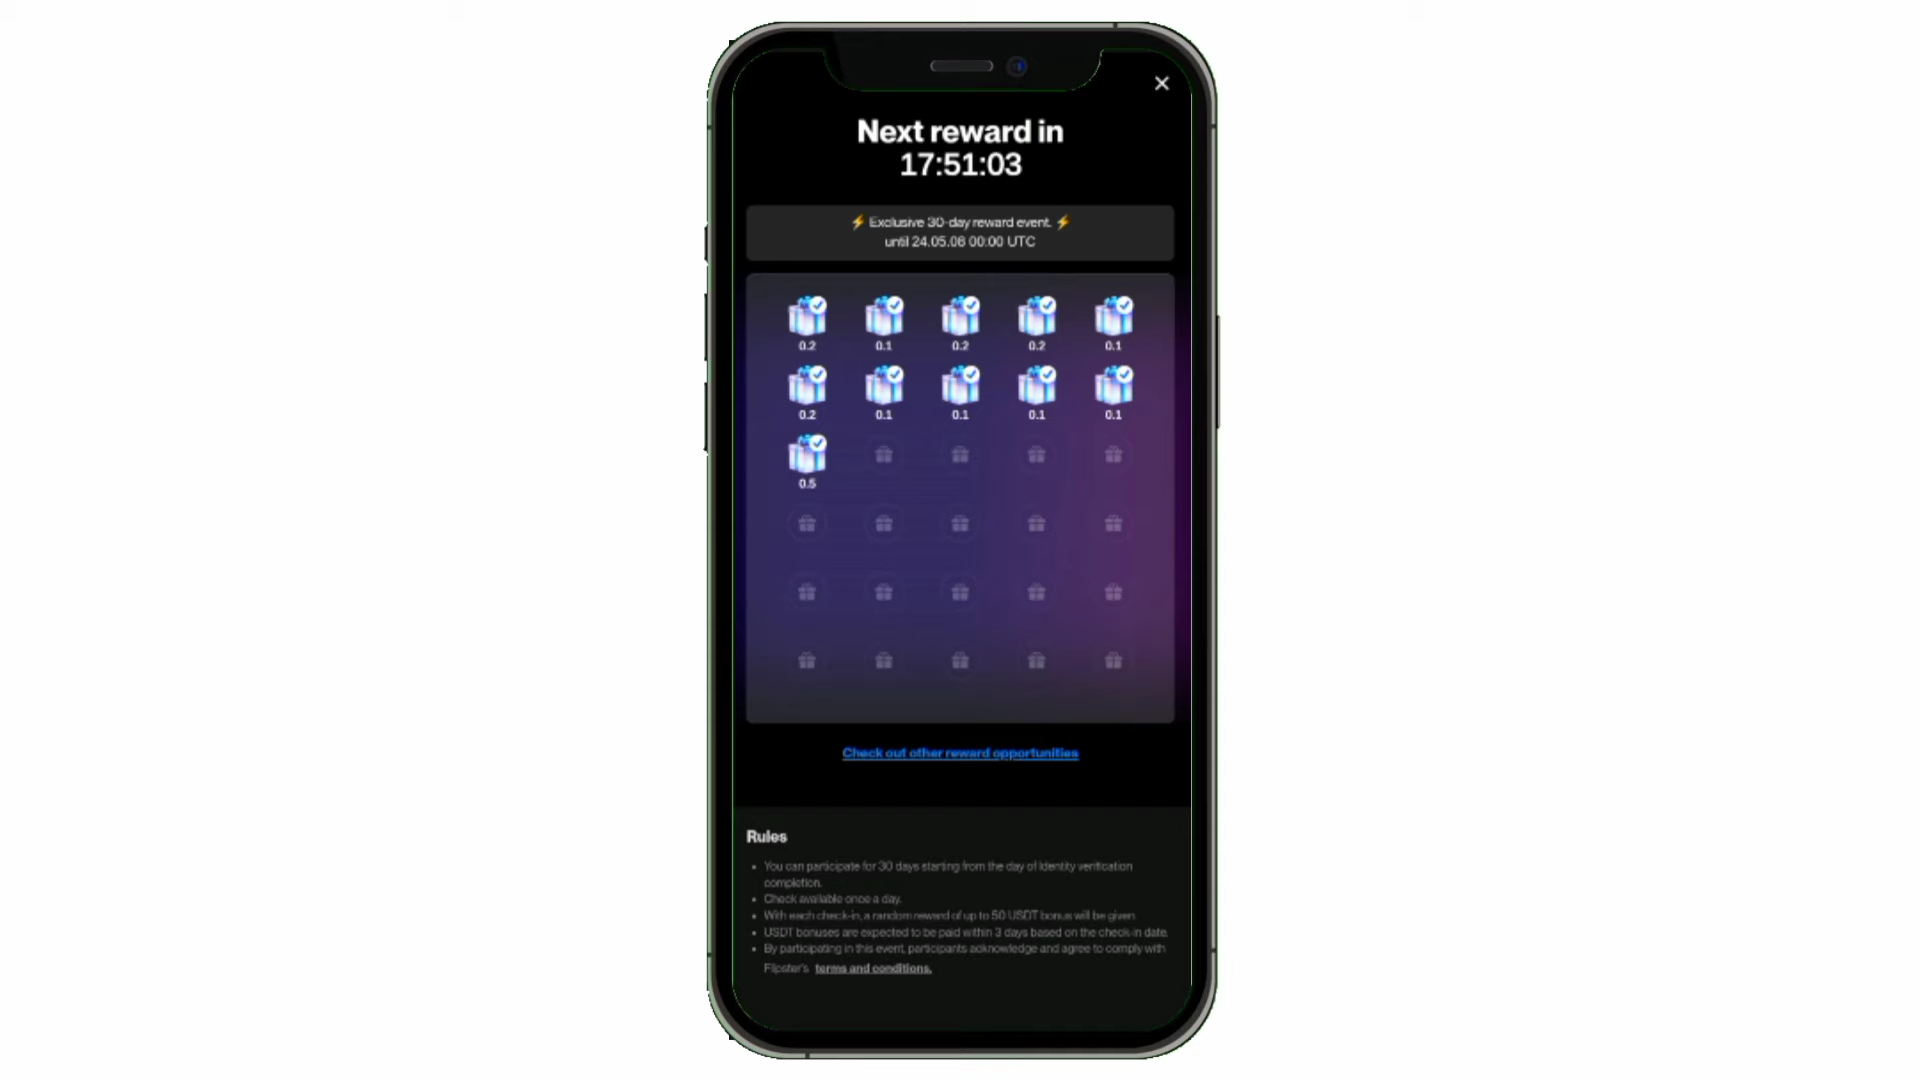 Next reward in
17:51:03
⚡ Exclusive 30-day reward event. ⚡
until 24.05.06 00:00 UTC
0.2 0.1 0.2 0.2 0.1
0.2 0.1 0.1 0.1 0.1
0.5
Check out other reward opportunities
Rules
• You can participate for 30 days starting from the day of Identity verification
completion.
• Check available once a day.
• With each check-in, a random reward of up to 50 USDT bonus will be given.
• USDT bonuses are expected to be paid within 3 days based on the check-in date.
• By participating in this event, participants acknowledge and agree to comply with
Flipster's terms and conditions.